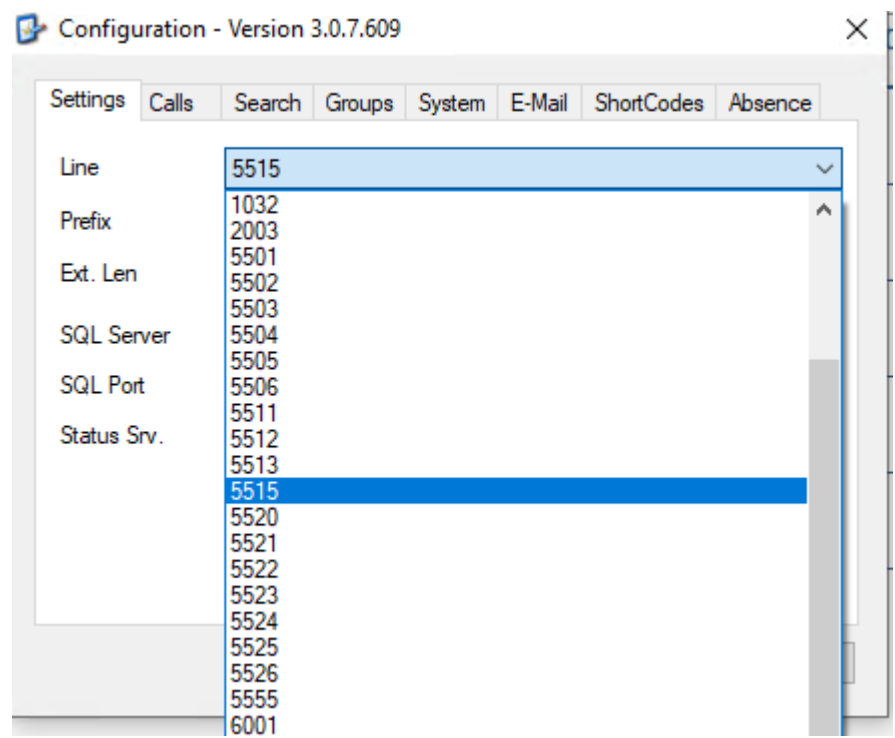 Configuration - Version 3.0.7.609
Settings Calls Search Groups System E-Mail ShortCodes Absence
Line 5515
1032
Prefix
2003
5501
Ext. Len
5502
5503
SQL Server
5504
5505
SQL Port
5506
5511
Status Srv.
5512
5513
5515
5520
5521
5522
5523
5524
5525
5526
5555
6001